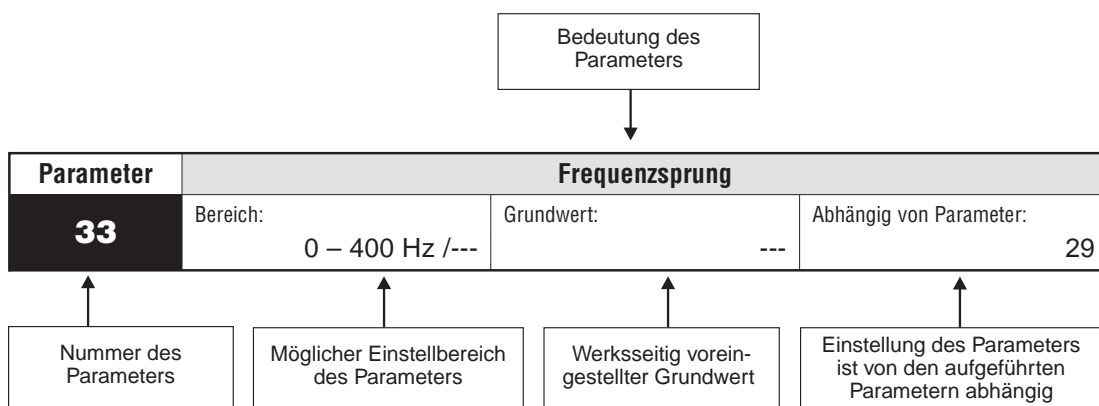 Bedeutung des
Parameters
Parameter
Frequenzsprung
33
Bereich:
0 – 400 Hz /---
Grundwert:
---
Abhängig von Parameter:
29
Nummer des
Parameters
Möglicher Einstellbereich
des Parameters
Werksseitig vorein-
gestellter Grundwert
Einstellung des Parameters
ist von den aufgeführten
Parametern abhängig